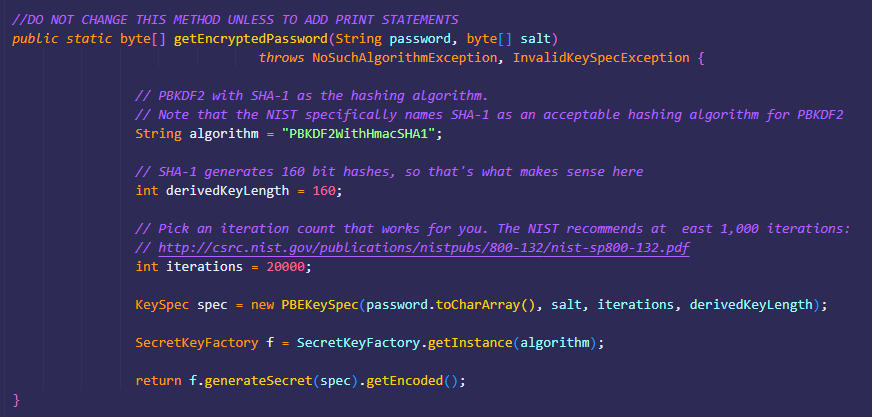 //DO NOT CHANGE THIS METHOD UNLESS TO ADD PRINT STATEMENTS
public static byte[] getEncryptedPassword(String password, byte[] salt)
throws NoSuchAlgorithmException, InvalidKeySpecException {
// PBKDF2 with SHA-1 as the hashing algorithm.
// Note that the NIST specifically names SHA-1 as an acceptable hashing algorithm for PBKDF2
String algorithm = "PBKDF2WithHmacSHA1";
// SHA-1 generates 160 bit hashes, so that's what makes sense here
int derivedKeyLength = 160;
// Pick an iteration count that works for you. The NIST recommends at  east 1,000 iterations:
// http://csrc.nist.gov/publications/nistpubs/800-132/nist-sp800-132.pdf
int iterations = 20000;
KeySpec spec = new PBEKeySpec(password.toCharArray(), salt, iterations, derivedKeyLength);
SecretKeyFactory f = SecretKeyFactory.getInstance(algorithm);
return f.generateSecret(spec).getEncoded();
}